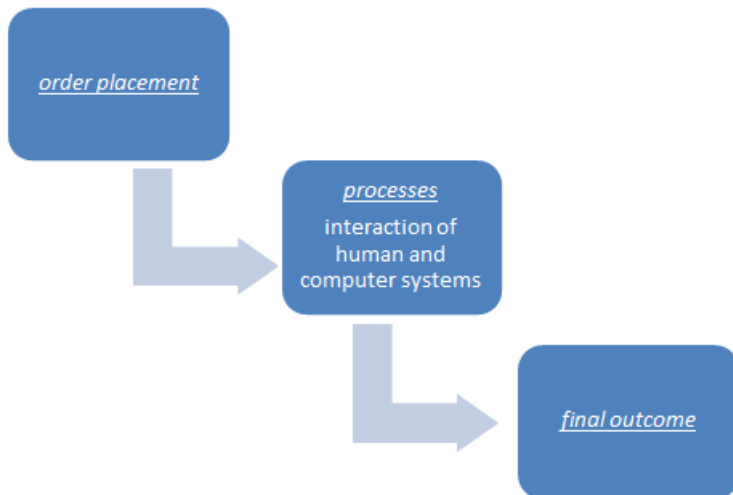 order placement
processes
interaction of
human and
computer systems
final outcome